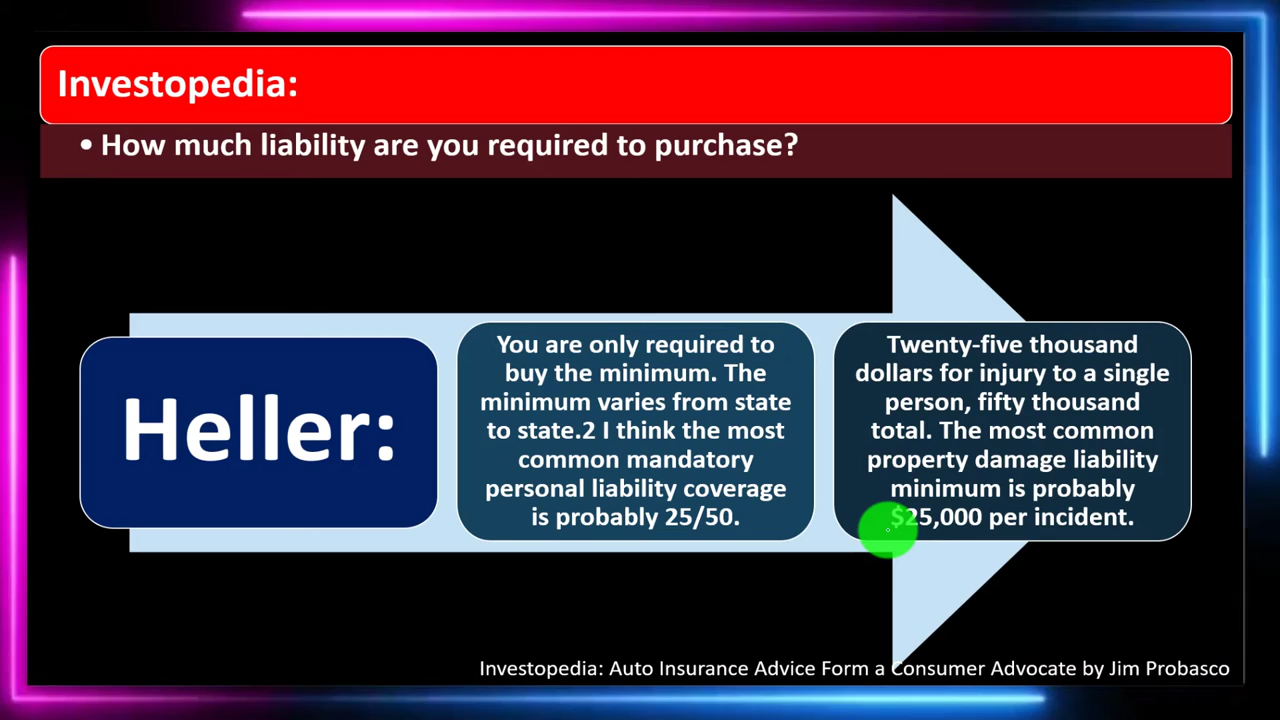 Investopedia:
• How much liability are you required to purchase?
Heller:
You are only required to
buy the minimum. The
minimum varies from state
to state.2 I think the most
common mandatory
personal liability coverage
is probably 25/50.
Twenty-five thousand
dollars for injury to a single
person, fifty thousand
total. The most common
property damage liability
minimum is probably
$25,000 per incident.
Investopedia: Auto Insurance Advice Form a Consumer Advocate by Jim Probasco